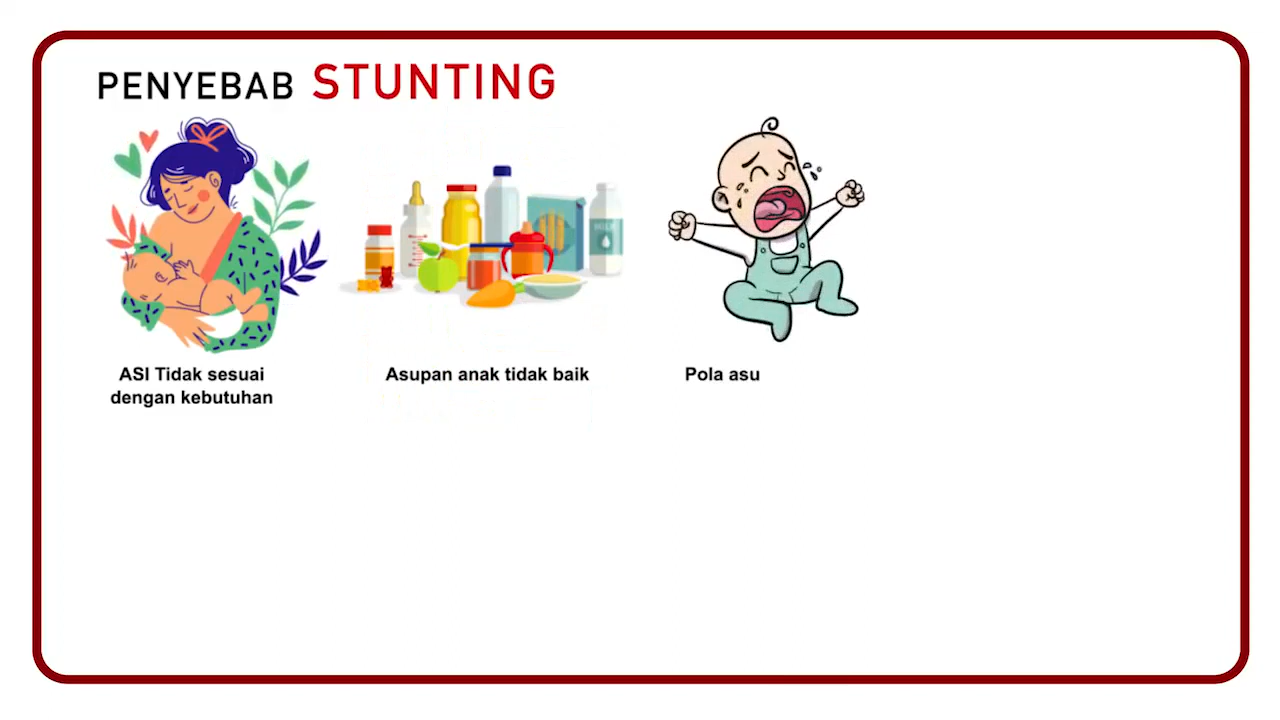 PENYEBAB STUNTING
ASI Tidak sesuai
dengan kebutuhan
Asupan anak tidak baik
Pola asu